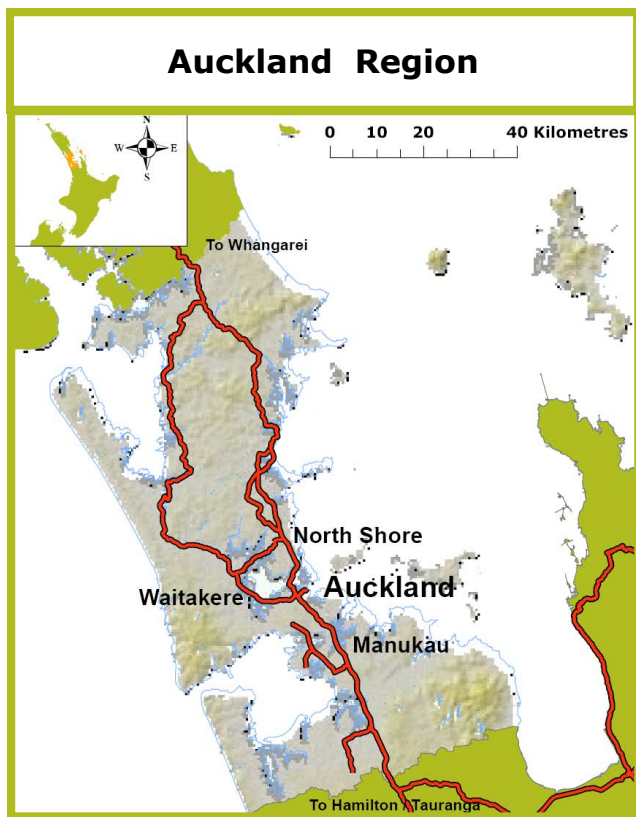 Auckland Region
N
W E
S
0 10 20 40 Kilometres
To Whangarei
North Shore
Auckland
Waitakere
Manukau
To Hamilton / Tauranga